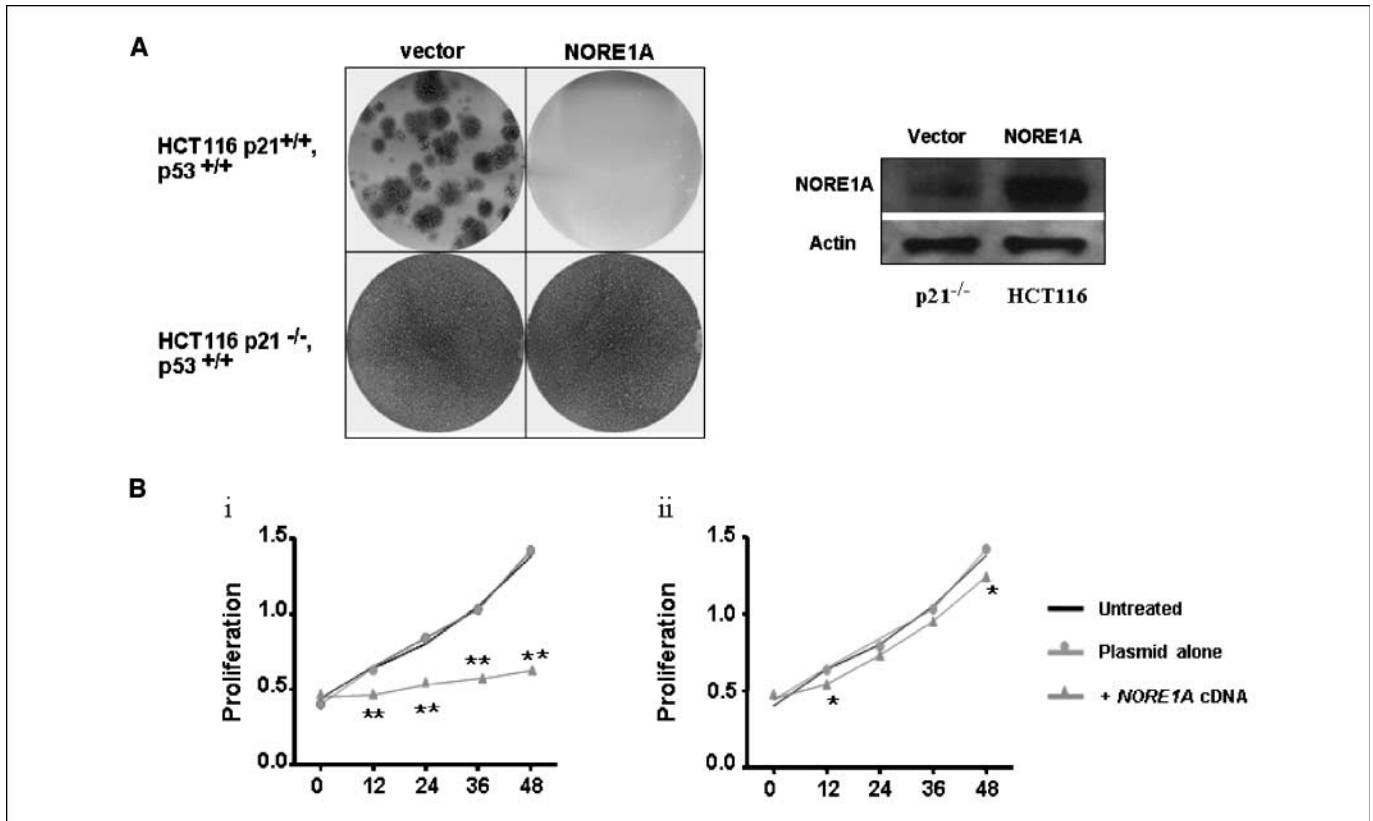 A
vector NORE1A
HCT116 p21+/+,
p53 +/+
HCT116 p21 -/-,
p53 +/+
Vector NORE1A
NORE1A
Actin
p21-/- HCT116
B
i
1.5
1.0
0.5
0.0
Proliferation
** ** ** **
0 12 24 36 48
ii
1.5
1.0
0.5
0.0
Proliferation
* *
0 12 24 36 48
Untreated
Plasmid alone
+ NORE1A cDNA